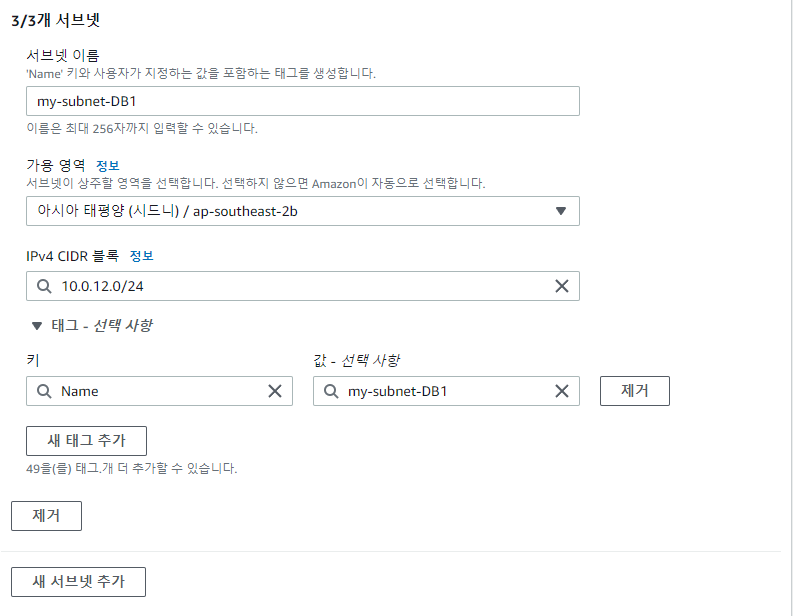 3/3개 서브넷
서브넷 이름
'Name' 키와 사용자가 지정하는 값을 포함하는 태그를 생성합니다.
my-subnet-DB1
이름은 최대 256자까지 입력할 수 있습니다.
가용 영역 정보
서브넷이 상주할 영역을 선택합니다. 선택하지 않으면 Amazon이 자동으로 선택합니다.
아시아 태평양 (시드니) / ap-southeast-2b
IPv4 CIDR 블록 정보
10.0.12.0/24
태그 - 선택 사항
키 값 - 선택 사항
Name my-subnet-DB1 제거
새 태그 추가
49을(를) 태그.개 더 추가할 수 있습니다.
제거
새 서브넷 추가